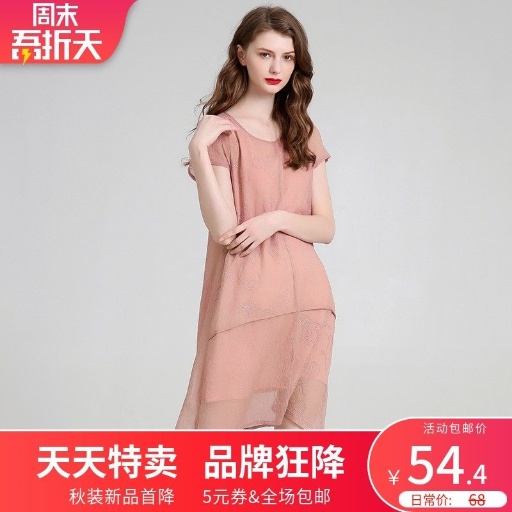 周末
吾折天
天天特卖 品牌狂降
秋装新品首降 5元券&全场包邮
活动包邮价
¥54.4
日常价: 68